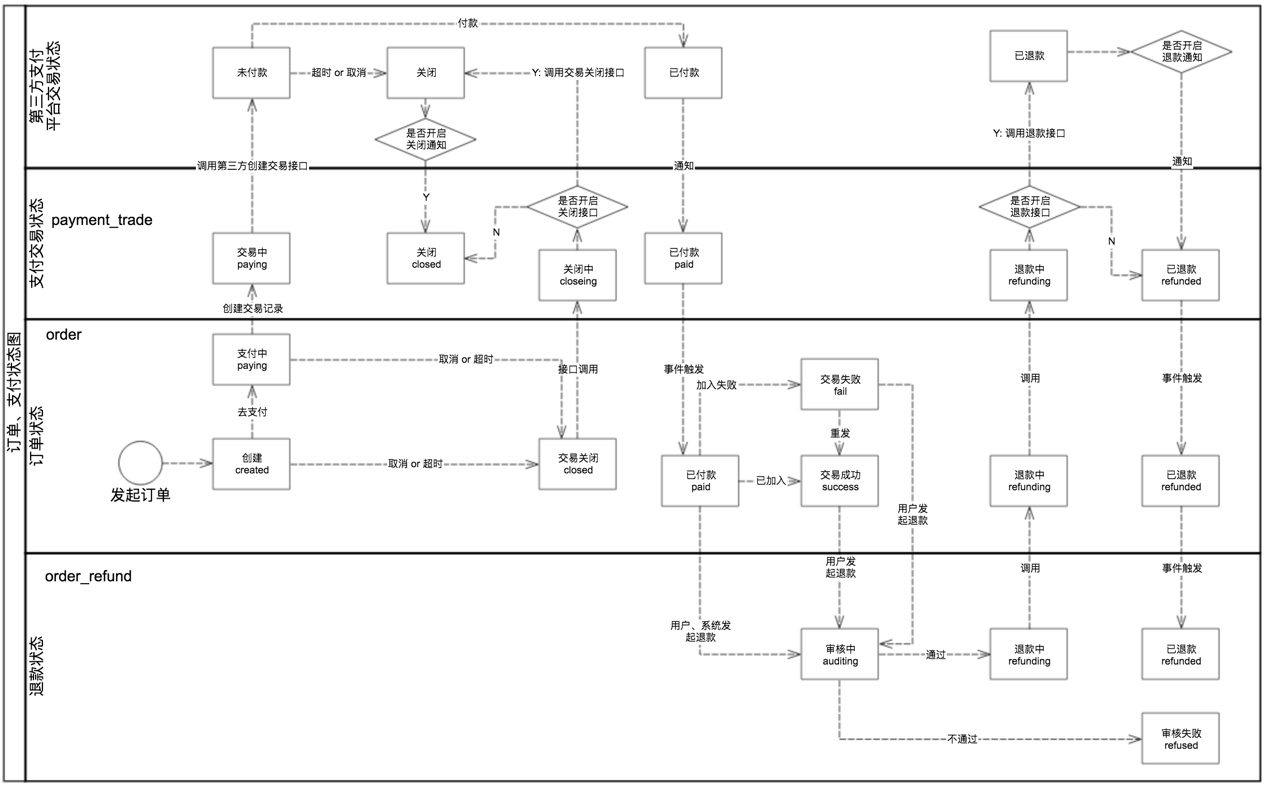 订单、支付状态图
第三方支付
平台交易状态
付款
未付款
超时 or 取消
关闭
Y: 调用交易关闭接口
已付款
已退款
是否开启
退款通知
是否开启
关闭通知
Y: 调用退款接口
调用第三方创建交易接口
通知
通知
支付交易状态
payment_trade
Y
是否开启
关闭接口
N
是否开启
退款接口
N
交易中
paying
关闭
closed
关闭中
closeing
已付款
paid
退款中
refunding
已退款
refunded
创建交易记录
订单状态
order
支付中
paying
取消 or 超时
接口调用
事件触发
加入失败
交易失败
fail
调用
事件触发
去支付
重发
发起订单
创建
created
取消 or 超时
交易关闭
closed
已付款
paid
已加入
交易成功
success
用户发
起退款
退款中
refunding
已退款
refunded
退款状态
order_refund
用户发
起退款
调用
事件触发
用户、系统发
起退款
审核中
auditing
通过
退款中
refunding
已退款
refunded
不通过
审核失败
refused